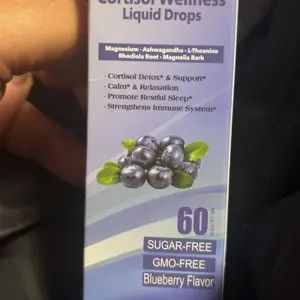 Cortisol Wellness
Liquid Drops
Magnesium • Ashwagandha • L-Theanine
Rhodiola Root • Magnolia Bark
· Cortisol Detox* & Support*
· Calm* & Relaxation
· Promote Restful Sleep*
· Strengthens Immune System*
60
SUGAR-FREE
GMO-FREE
Blueberry Flavor